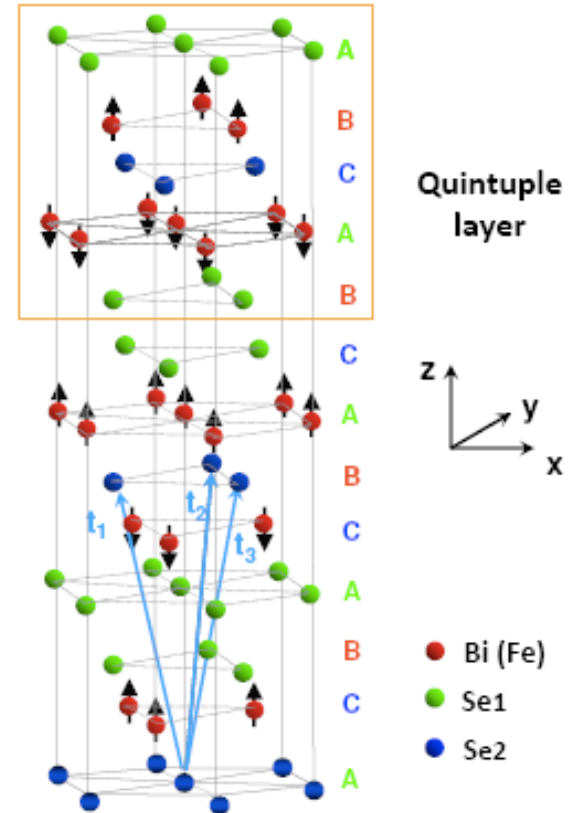 A
B
C
Quintuple
layer
A
B
C
z
y
x
A
B
t₁
t₂
t₃
C
A
Bi (Fe)
B
Se1
C
Se2
A